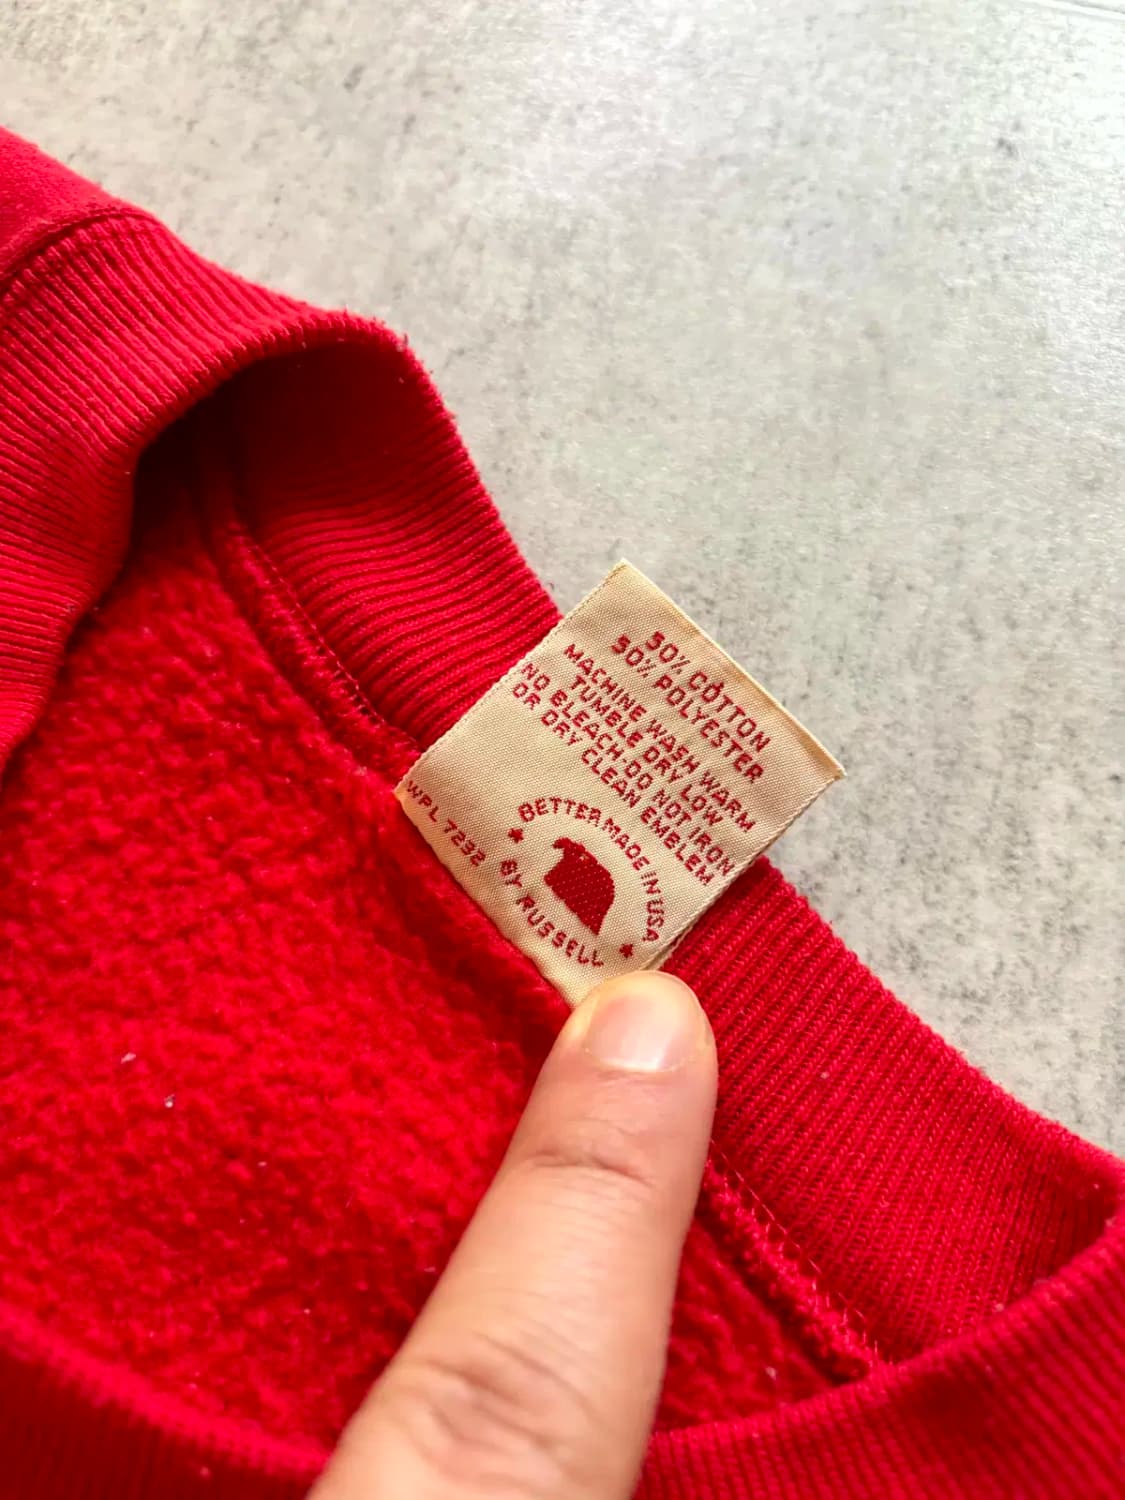 50% COTTON
50% POLYESTER
MACHINE WASH WARM
TUMBLE DRY LOW
NO BLEACH-DO NOT IRON
OR DRY CLEAN EMBLEM
BETTER MADE IN USA
★ BY RUSSELL ★
WPL 7232